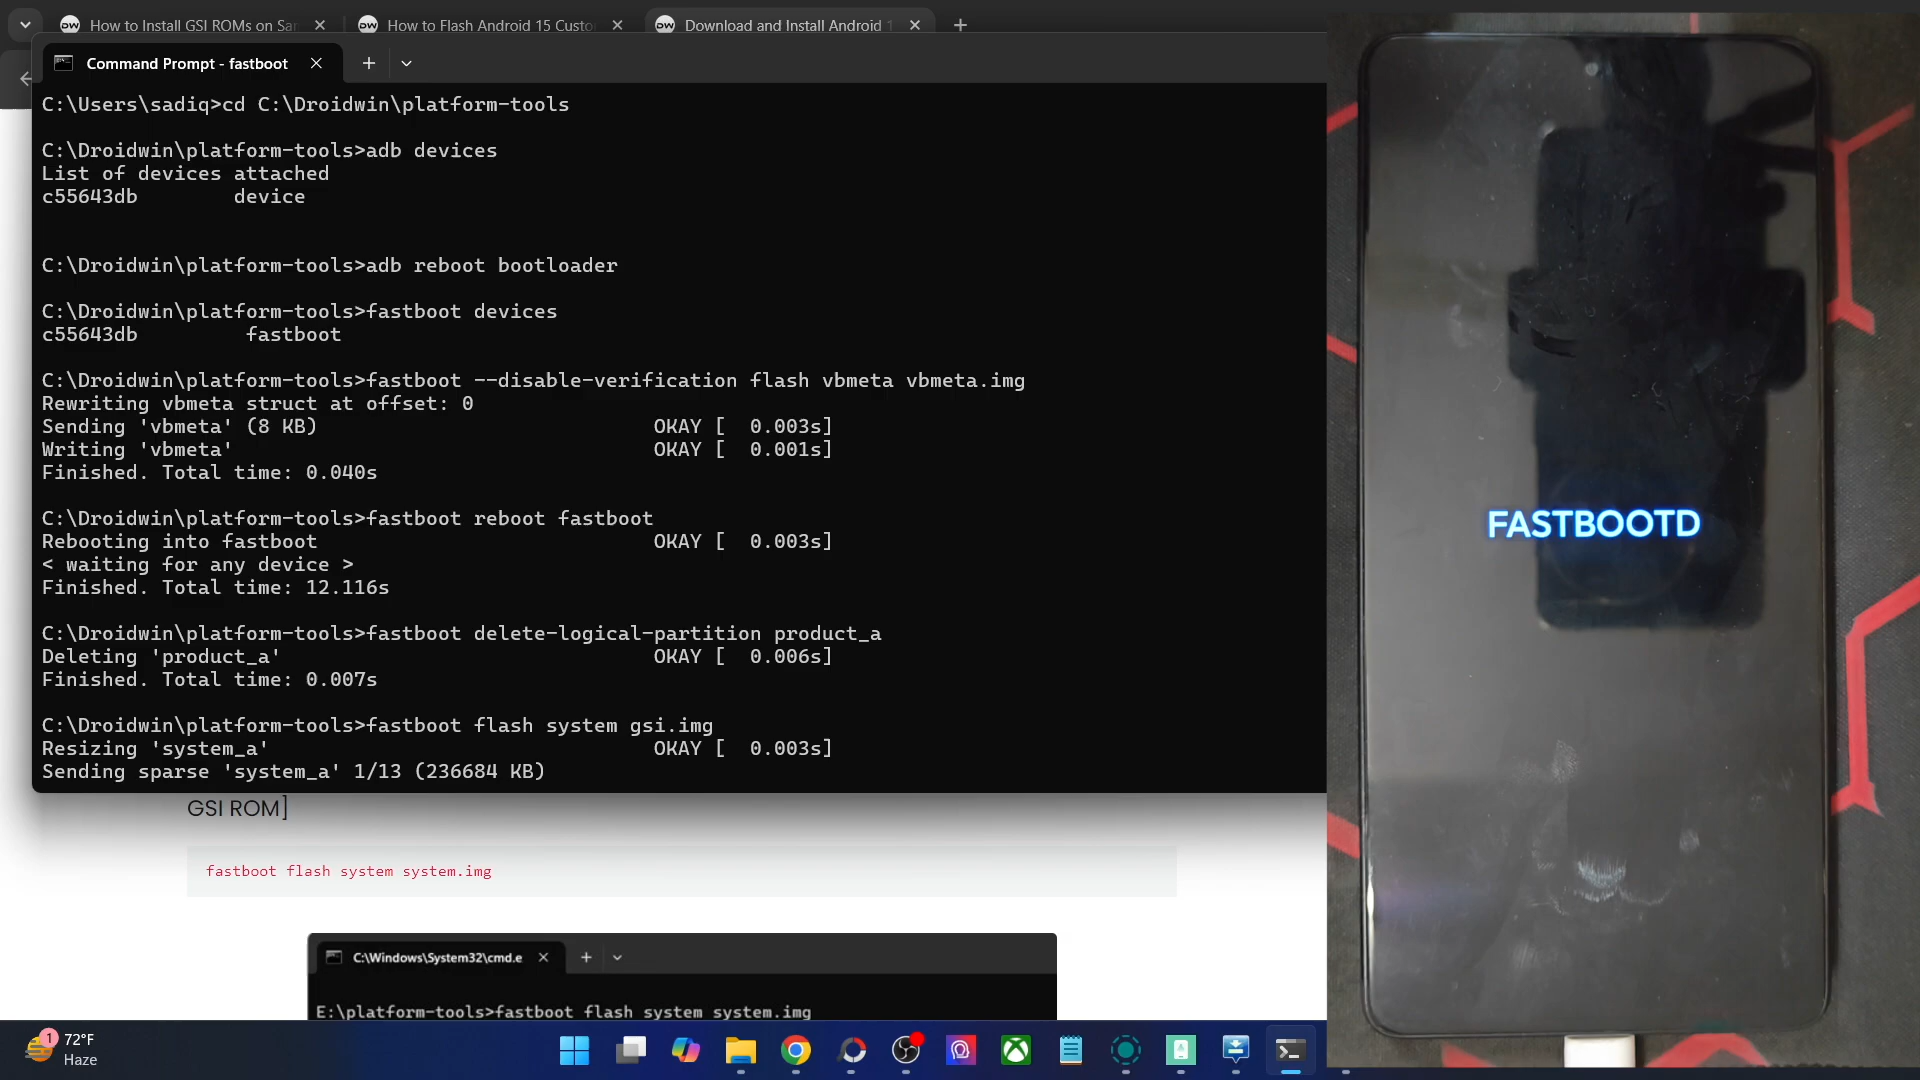 How to Install GSI ROMs on Sar
How to Flash Android 15 Custo
Download and Install Android 1
Command Prompt - fastboot
C:\Users\sadiq>cd C:\Droidwin\platform-tools
C:\Droidwin\platform-tools>adb devices
List of devices attached
c55643db device
C:\Droidwin\platform-tools>adb reboot bootloader
C:\Droidwin\platform-tools>fastboot devices
c55643db fastboot
C:\Droidwin\platform-tools>fastboot --disable-verification flash vbmeta vbmeta.img
Rewriting vbmeta struct at offset: 0
Sending 'vbmeta' (8 KB) OKAY [ 0.003s]
Writing 'vbmeta' OKAY [ 0.001s]
Finished. Total time: 0.040s
C:\Droidwin\platform-tools>fastboot reboot fastboot
Rebooting into fastboot OKAY [ 0.003s]
< waiting for any device >
Finished. Total time: 12.116s
C:\Droidwin\platform-tools>fastboot delete-logical-partition product_a
Deleting 'product_a' OKAY [ 0.006s]
Finished. Total time: 0.007s
C:\Droidwin\platform-tools>fastboot flash system gsi.img
Resizing 'system_a' OKAY [ 0.003s]
Sending sparse 'system_a' 1/13 (236684 KB)
GSI ROM]
fastboot flash system system.img
C:\Windows\System32\cmd.e
E:\platform-tools>fastboot flash system system.img
1
72°F
Haze
FASTBOOTD